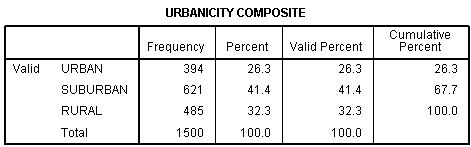 URBANICITY COMPOSITE
Frequency Percent Valid Percent Cumulative Percent
Valid URBAN 394 26.3 26.3 26.3
SUBURBAN 621 41.4 41.4 67.7
RURAL 485 32.3 32.3 100.0
Total 1500 100.0 100.0